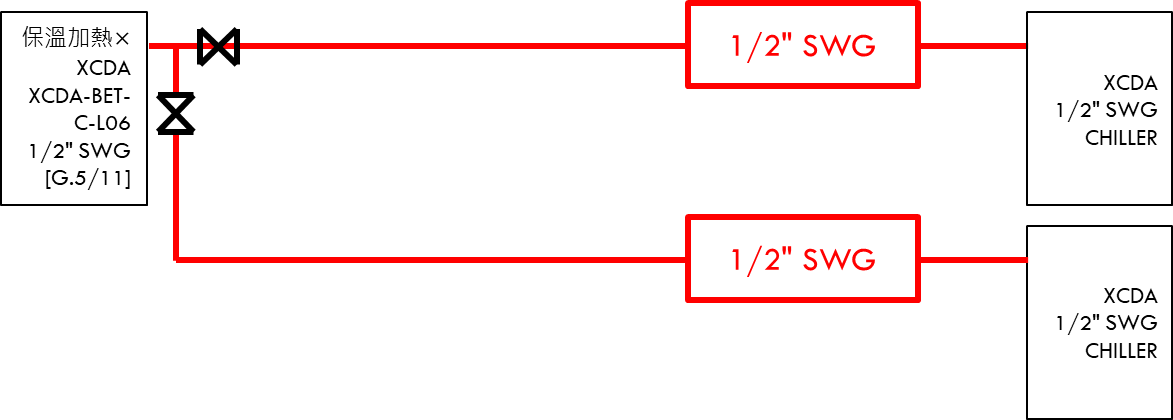 保溫加熱×
XCDA
XCDA-BET-
C-L06
1/2" SWG
[G.5/11]
1/2" SWG
XCDA
1/2" SWG
CHILLER
1/2" SWG
XCDA
1/2" SWG
CHILLER